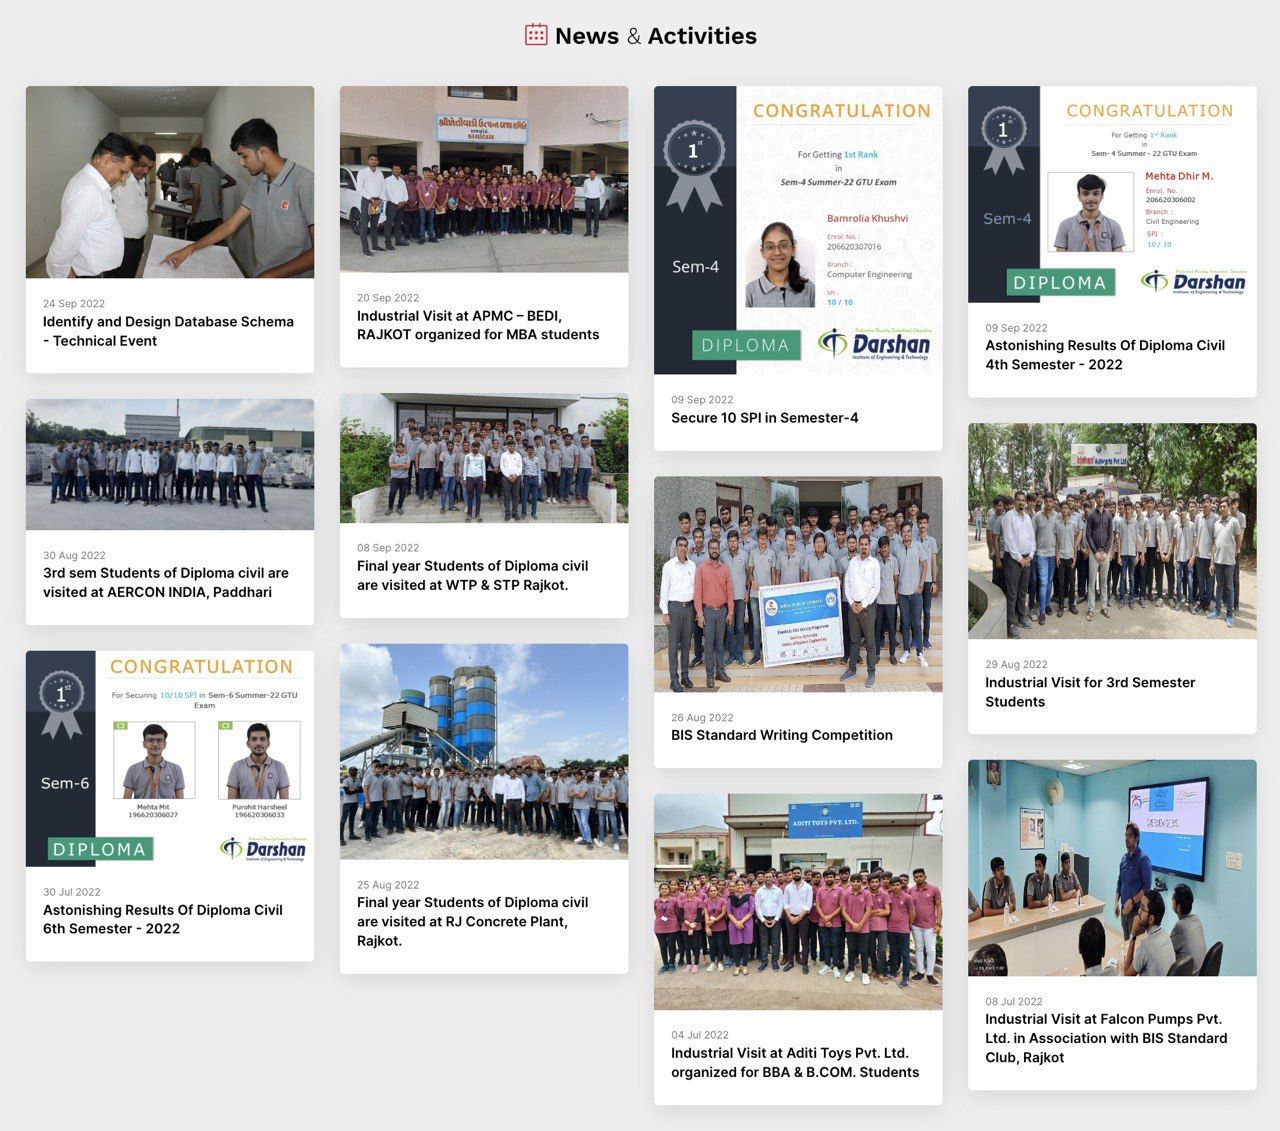 News & Activities
24 Sep 2022
Identify and Design Database Schema
- Technical Event
20 Sep 2022
Industrial Visit at APMC – BEDI,
RAJKOT organized for MBA students
1st
CONGRATULATION
For Getting 1st Rank
in
Sem-4 Summer-22 GTU Exam
Sem-4
Bamrolia Khushvi
Enrol. No. :
206620307016
Branch :
Computer Engineering
SPI :
10 / 10
DIPLOMA
Darshan
Institute of Engineering & Technology
09 Sep 2022
Secure 10 SPI in Semester-4
1st
CONGRATULATION
For Getting 1st Rank
in
Sem- 4 Summer - 22 GTU Exam
Sem-4
Mehta Dhir M.
Enrol. No. :
206620306002
Branch :
Civil Engineering
SPI :
10 / 10
DIPLOMA
Darshan
Institute of Engineering & Technology
09 Sep 2022
Astonishing Results Of Diploma Civil
4th Semester - 2022
30 Aug 2022
3rd sem Students of Diploma civil are
visited at AERCON INDIA, Paddhari
08 Sep 2022
Final year Students of Diploma civil
are visited at WTP & STP Rajkot.
26 Aug 2022
BIS Standard Writing Competition
29 Aug 2022
Industrial Visit for 3rd Semester
Students
1st
CONGRATULATION
For Securing 10/10 SPI in Sem-6 Summer-22 GTU
Exam
CI
CI
Sem-6
Mehta Mit
196620306027
Purohit Harsheel
196620306033
DIPLOMA
Darshan
Institute of Engineering & Technology
30 Jul 2022
Astonishing Results Of Diploma Civil
6th Semester - 2022
25 Aug 2022
Final year Students of Diploma civil
are visited at RJ Concrete Plant,
Rajkot.
ADITI TOYS PVT. LTD.
04 Jul 2022
Industrial Visit at Aditi Toys Pvt. Ltd.
organized for BBA & B.COM. Students
08 Jul 2022
Industrial Visit at Falcon Pumps Pvt.
Ltd. in Association with BIS Standard
Club, Rajkot